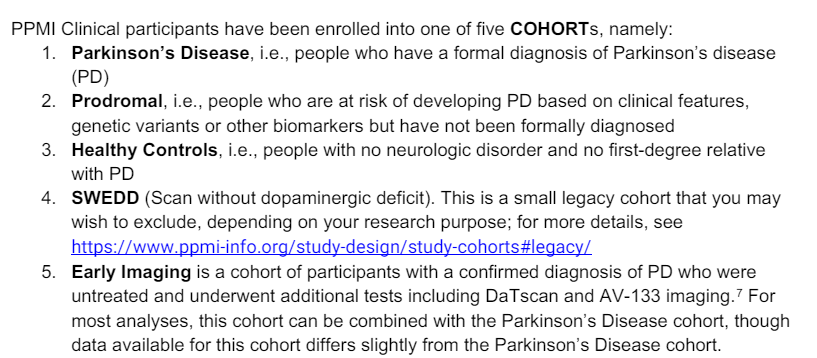 PPMI Clinical participants have been enrolled into one of five COHORTs, namely:
1. Parkinson's Disease, i.e., people who have a formal diagnosis of Parkinson's disease
(PD)
2. Prodromal, i.e., people who are at risk of developing PD based on clinical features,
genetic variants or other biomarkers but have not been formally diagnosed
3. Healthy Controls, i.e., people with no neurologic disorder and no first-degree relative
with PD
4. SWEDD (Scan without dopaminergic deficit). This is a small legacy cohort that you may
wish to exclude, depending on your research purpose; for more details, see
https://www.ppmi-info.org/study-design/study-cohorts#legacy/
5. Early Imaging is a cohort of participants with a confirmed diagnosis of PD who were
untreated and underwent additional tests including DaTscan and AV-133 imaging.⁷ For
most analyses, this cohort can be combined with the Parkinson's Disease cohort, though
data available for this cohort differs slightly from the Parkinson's Disease cohort.